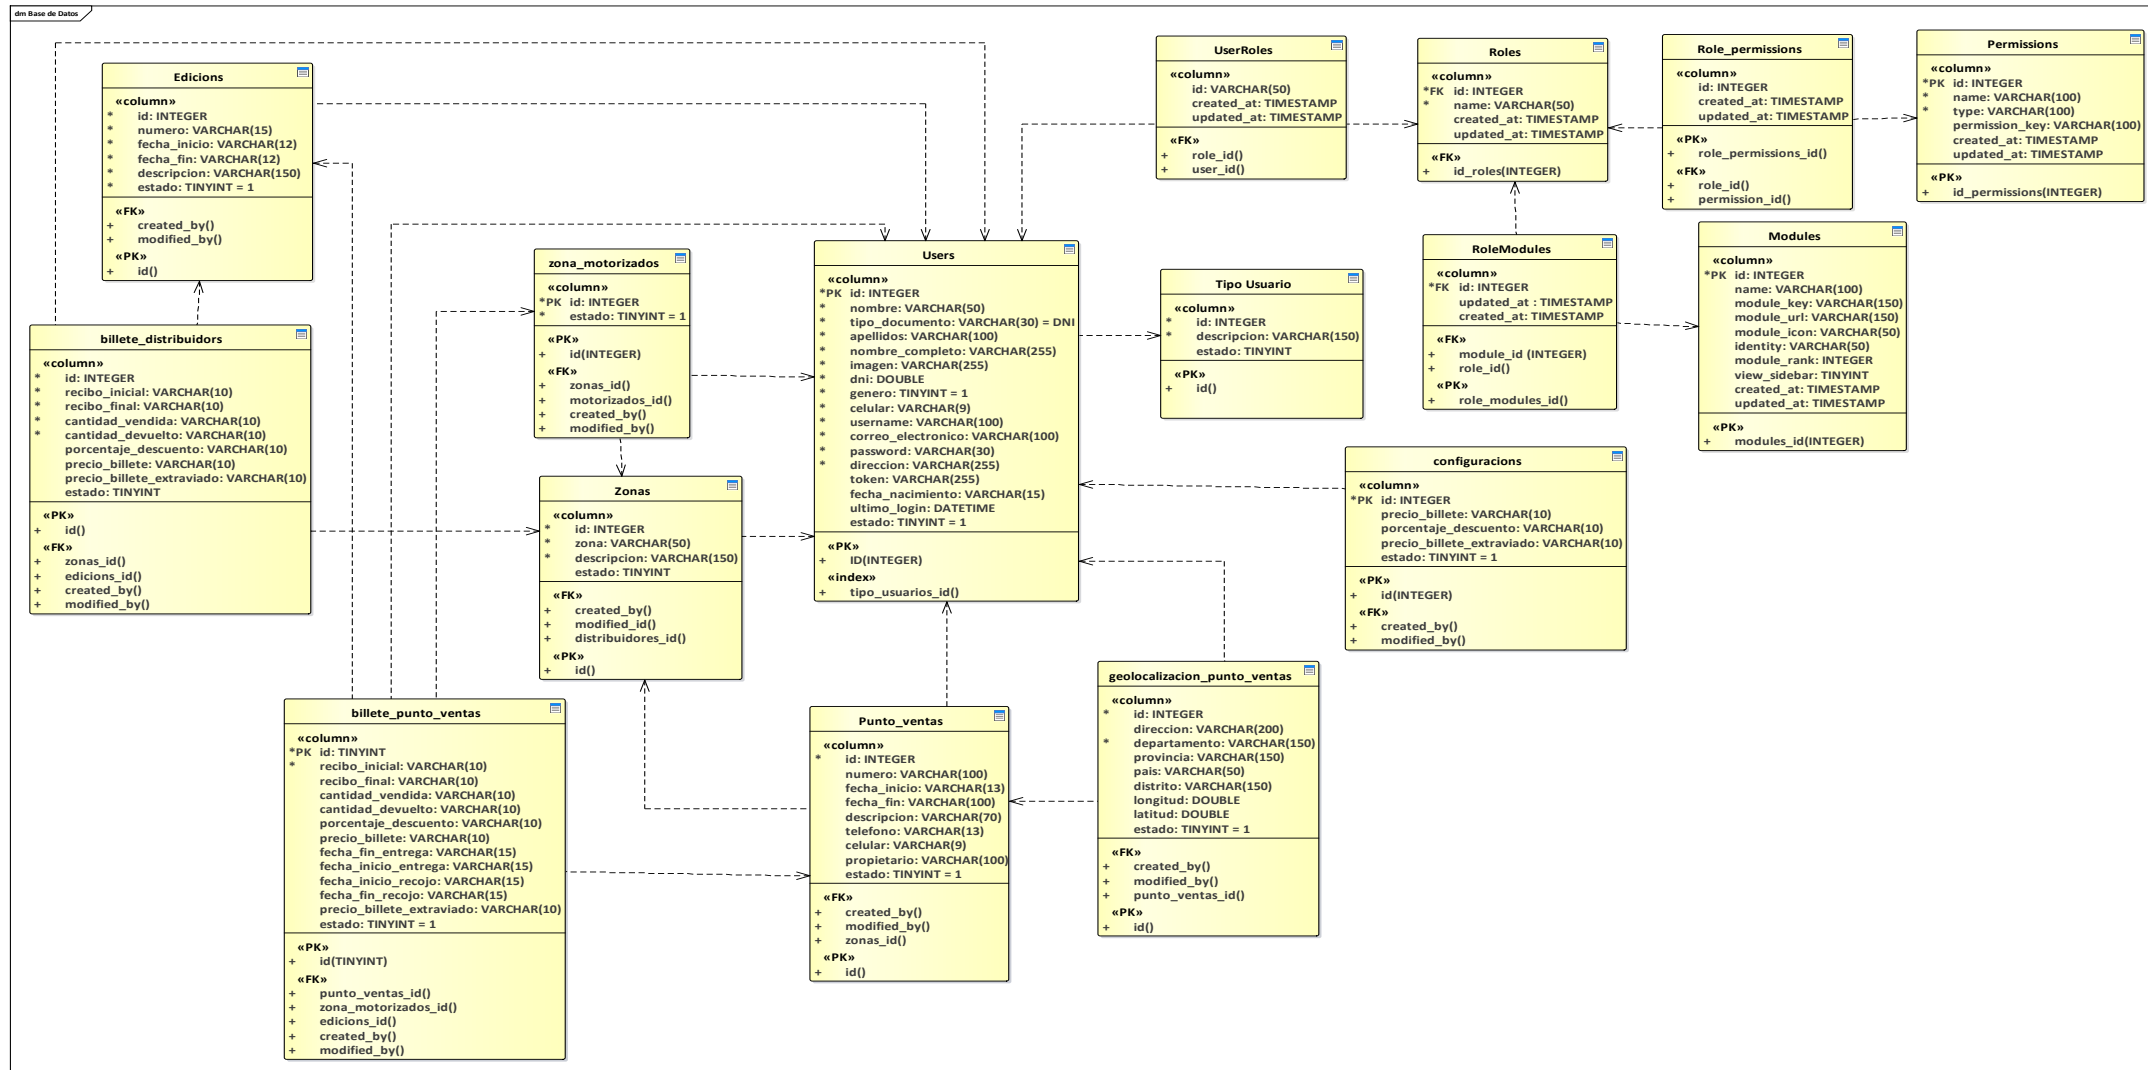 dm Base de Datos
Edicions
«column»
* id: INTEGER
* numero: VARCHAR(15)
* fecha_inicio: VARCHAR(12)
* fecha_fin: VARCHAR(12)
* descripcion: VARCHAR(150)
* estado: TINYINT = 1
«FK»
+ created_by()
+ modified_by()
«PK»
+ id()
billete_distribuidors
«column»
* id: INTEGER
* recibo_inicial: VARCHAR(10)
* recibo_final: VARCHAR(10)
* cantidad_vendida: VARCHAR(10)
* cantidad_devuelto: VARCHAR(10)
porcentaje_descuento: VARCHAR(10)
precio_billete: VARCHAR(10)
precio_billete_extraviado: VARCHAR(10)
estado: TINYINT
«PK»
+ id()
«FK»
+ zonas_id()
+ edicions_id()
+ created_by()
+ modified_by()
billete_punto_ventas
«column»
*PK id: TINYINT
* recibo_inicial: VARCHAR(10)
recibo_final: VARCHAR(10)
cantidad_vendida: VARCHAR(10)
cantidad_devuelto: VARCHAR(10)
porcentaje_descuento: VARCHAR(10)
precio_billete: VARCHAR(10)
fecha_fin_entrega: VARCHAR(15)
fecha_inicio_entrega: VARCHAR(15)
fecha_inicio_recojo: VARCHAR(15)
fecha_fin_recojo: VARCHAR(15)
precio_billete_extraviado: VARCHAR(10)
estado: TINYINT = 1
«PK»
+ id(TINYINT)
«FK»
+ punto_ventas_id()
+ zona_motorizados_id()
+ edicions_id()
+ created_by()
+ modified_by()
zona_motorizados
«column»
*PK id: INTEGER
* estado: TINYINT = 1
«PK»
+ id(INTEGER)
«FK»
+ zonas_id()
+ motorizados_id()
+ created_by()
+ modified_by()
Zonas
«column»
* id: INTEGER
* zona: VARCHAR(50)
* descripcion: VARCHAR(150)
estado: TINYINT
«FK»
+ created_by()
+ modified_id()
+ distribuidores_id()
«PK»
+ id()
Users
«column»
*PK id: INTEGER
* nombre: VARCHAR(50)
* tipo_documento: VARCHAR(30) = DNI
* apellidos: VARCHAR(100)
* nombre_completo: VARCHAR(255)
* imagen: VARCHAR(255)
* dni: DOUBLE
* genero: TINYINT = 1
* celular: VARCHAR(9)
* username: VARCHAR(100)
* correo_electronico: VARCHAR(100)
* password: VARCHAR(30)
* direccion: VARCHAR(255)
token: VARCHAR(255)
fecha_nacimiento: VARCHAR(15)
ultimo_login: DATETIME
estado: TINYINT = 1
«PK»
+ ID(INTEGER)
«index»
+ tipo_usuarios_id()
Punto_ventas
«column»
* id: INTEGER
numero: VARCHAR(100)
fecha_inicio: VARCHAR(13)
fecha_fin: VARCHAR(100)
descripcion: VARCHAR(70)
telefono: VARCHAR(13)
celular: VARCHAR(9)
propietario: VARCHAR(100)
estado: TINYINT = 1
«FK»
+ created_by()
+ modified_by()
+ zonas_id()
«PK»
+ id()
UserRoles
«column»
id: VARCHAR(50)
created_at: TIMESTAMP
updated_at: TIMESTAMP
«FK»
+ role_id()
+ user_id()
Tipo Usuario
«column»
* id: INTEGER
* descripcion: VARCHAR(150)
estado: TINYINT
«PK»
+ id()
geolocalizacion_punto_ventas
«column»
* id: INTEGER
direccion: VARCHAR(200)
* departamento: VARCHAR(150)
provincia: VARCHAR(150)
pais: VARCHAR(50)
distrito: VARCHAR(150)
longitud: DOUBLE
latitud: DOUBLE
estado: TINYINT = 1
«FK»
+ created_by()
+ modified_by()
+ punto_ventas_id()
«PK»
+ id()
Roles
«column»
*FK id: INTEGER
* name: VARCHAR(50)
created_at: TIMESTAMP
updated_at: TIMESTAMP
«FK»
+ id_roles(INTEGER)
RoleModules
«column»
*FK id: INTEGER
updated_at : TIMESTAMP
created_at: TIMESTAMP
«FK»
+ module_id (INTEGER)
+ role_id()
«PK»
+ role_modules_id()
configuracions
«column»
*PK id: INTEGER
precio_billete: VARCHAR(10)
porcentaje_descuento: VARCHAR(10)
precio_billete_extraviado: VARCHAR(10)
estado: TINYINT = 1
«PK»
+ id(INTEGER)
«FK»
+ created_by()
+ modified_by()
Role_permissions
«column»
id: INTEGER
created_at: TIMESTAMP
updated_at: TIMESTAMP
«PK»
+ role_permissions_id()
«FK»
+ role_id()
+ permission_id()
Modules
«column»
*PK id: INTEGER
name: VARCHAR(100)
module_key: VARCHAR(150)
module_url: VARCHAR(150)
module_icon: VARCHAR(50)
identity: VARCHAR(50)
module_rank: INTEGER
view_sidebar: TINYINT
created_at: TIMESTAMP
updated_at: TIMESTAMP
«PK»
+ modules_id(INTEGER)
Permissions
«column»
*PK id: INTEGER
* name: VARCHAR(100)
* type: VARCHAR(100)
permission_key: VARCHAR(100)
created_at: TIMESTAMP
updated_at: TIMESTAMP
«PK»
+ id_permissions(INTEGER)